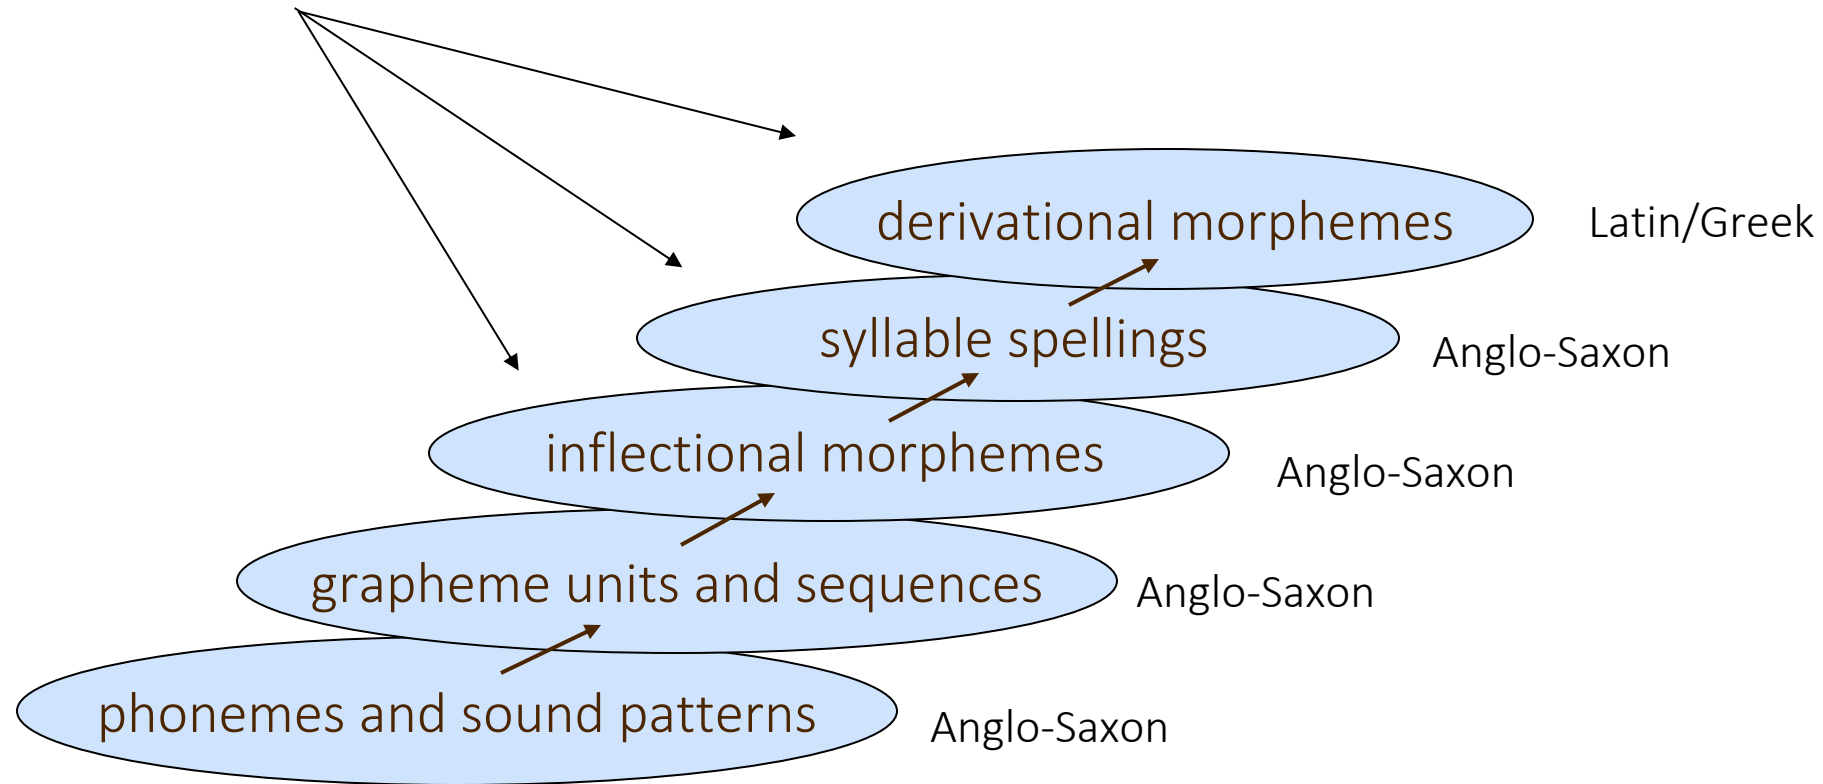 derivational morphemes
Latin/Greek
syllable spellings
Anglo-Saxon
inflectional morphemes
Anglo-Saxon
grapheme units and sequences
Anglo-Saxon
phonemes and sound patterns
Anglo-Saxon